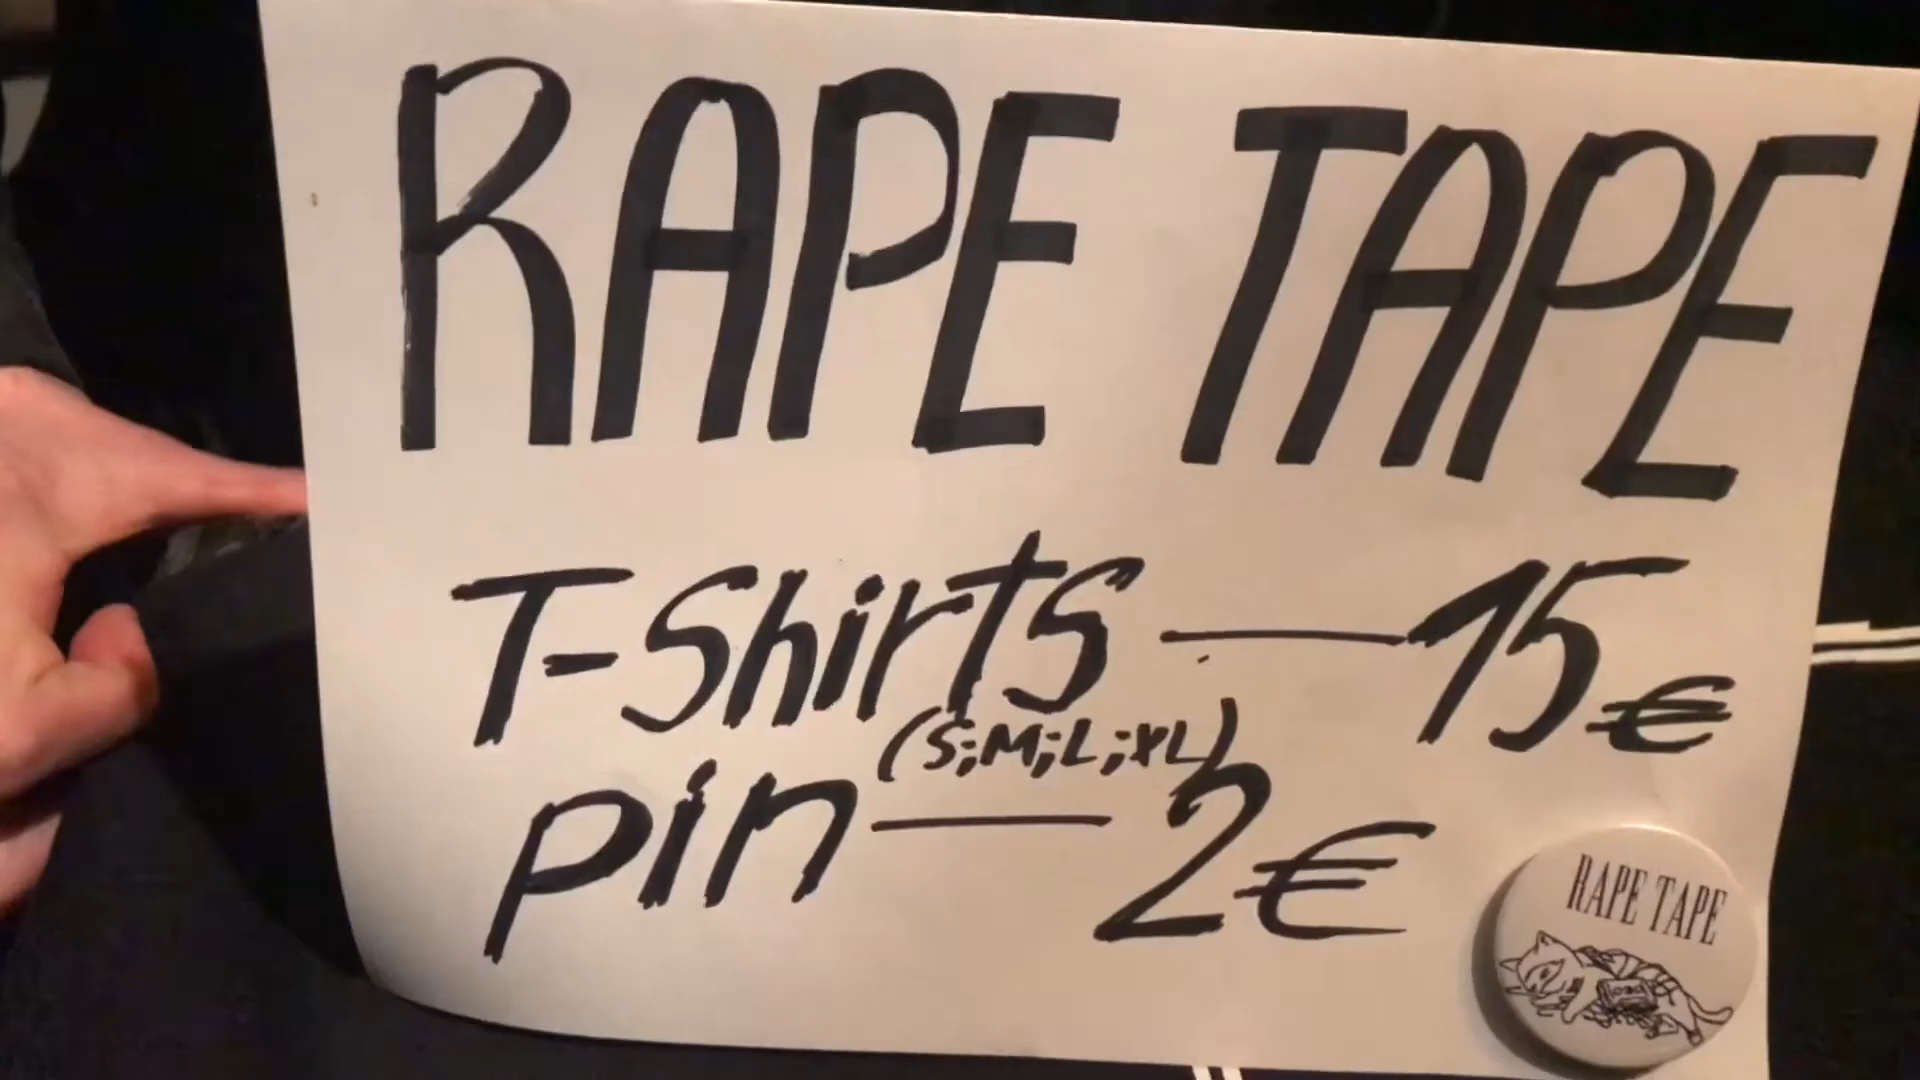 RAPE TAPE
T-Shirts — 15€
(S;M;L;XL)
pin — 2€
RAPE TAPE